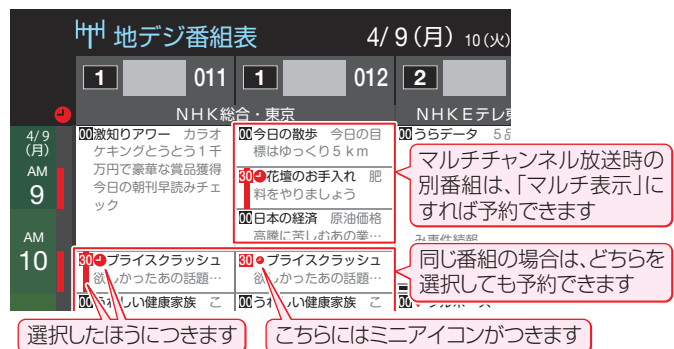 地デジ番組表
4/ 9(月) 10(火)
1 011
1 012
2
NHK総合・東京
NHKEテレ
4/9
(月)
AM
9
AM
10
00激知りアワー カラオ
ケキングとうとう1千
万円で豪華な賞品獲得
今日の朝刊早読みチェ
ック
30プライスクラッシュ
欲しかったあの話題…
00うれしい健康家族 こ
00今日の散歩 今日の目
標はゆっくり5km
30花壇のお手入れ 肥
料をやりましょう
00日本の経済 原油価格
高騰に苦しむあの業…
30プライスクラッシュ
欲しかったあの話題…
00うれしい健康家族 こ
00うらデータ 5
マルチチャンネル放送時の
別番組は、「マルチ表示」に
すれば予約できます
同じ番組の場合は、どちらを
選択しても予約できます
選択したほうにつきます
こちらにはミニアイコンがつきます